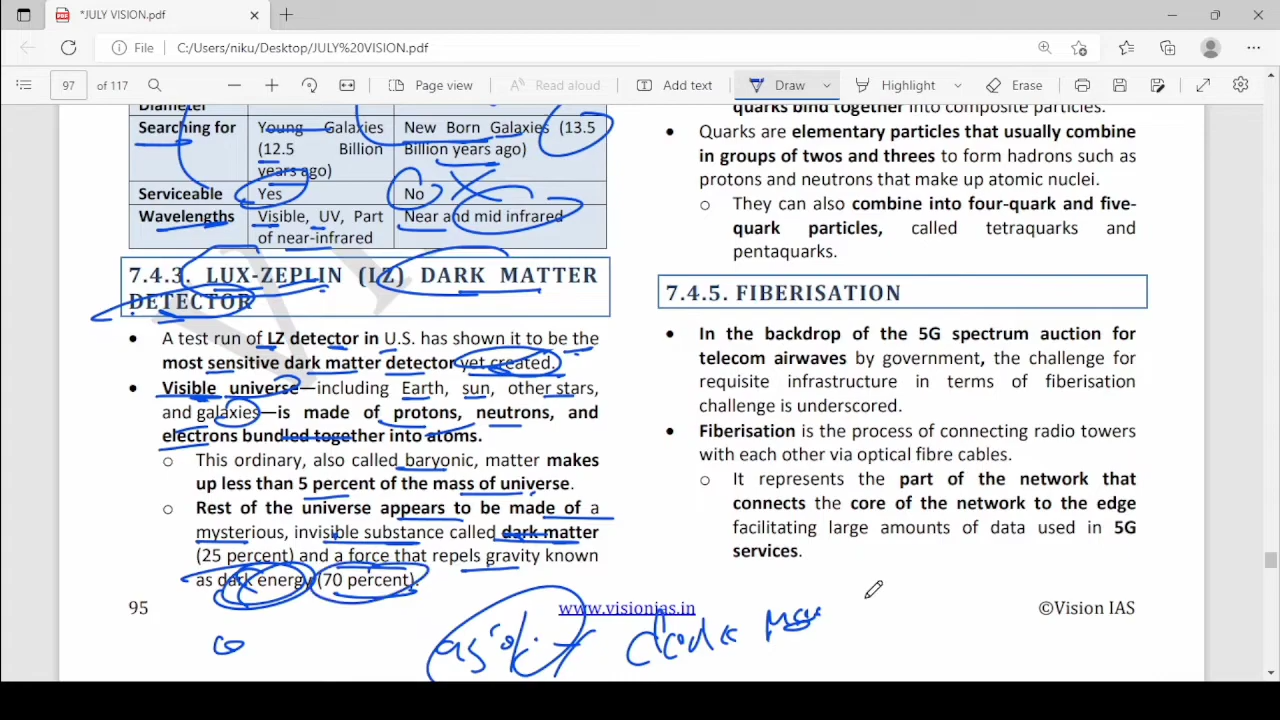 *JULY VISION.pdf
File
C:/Users/niku/Desktop/JULY%20VISION.pdf
97
of 117
Page view
Read aloud
Add text
Draw
Highlight
Erase
Diameter
Searching for
Young Galaxies
(12.5 Billion
years ago)
New Born Galaxies (13.5
Billion years ago)
Serviceable
Yes
No
Wavelengths
Visible, UV, Part
of near-infrared
Near and mid infrared
7.4.3. LUX-ZEPLIN (LZ) DARK MATTER
DETECTOR
• A test run of LZ detector in U.S. has shown it to be the
most sensitive dark matter detector yet created.
• Visible universe—including Earth, sun, other stars,
and galaxies—is made of protons, neutrons, and
electrons bundled together into atoms.
o This ordinary, also called baryonic, matter makes
up less than 5 percent of the mass of universe.
o Rest of the universe appears to be made of a
mysterious, invisible substance called dark matter
(25 percent) and a force that repels gravity known
as dark energy (70 percent).
95
quarks bind together into composite particles.
• Quarks are elementary particles that usually combine
in groups of twos and threes to form hadrons such as
protons and neutrons that make up atomic nuclei.
o They can also combine into four-quark and five-
quark particles, called tetraquarks and
pentaquarks.
7.4.5. FIBERISATION
• In the backdrop of the 5G spectrum auction for
telecom airwaves by government, the challenge for
requisite infrastructure in terms of fiberisation
challenge is underscored.
• Fiberisation is the process of connecting radio towers
with each other via optical fibre cables.
o It represents the part of the network that
connects the core of the network to the edge
facilitating large amounts of data used in 5G
services.
www.visionias.in
©Vision IAS